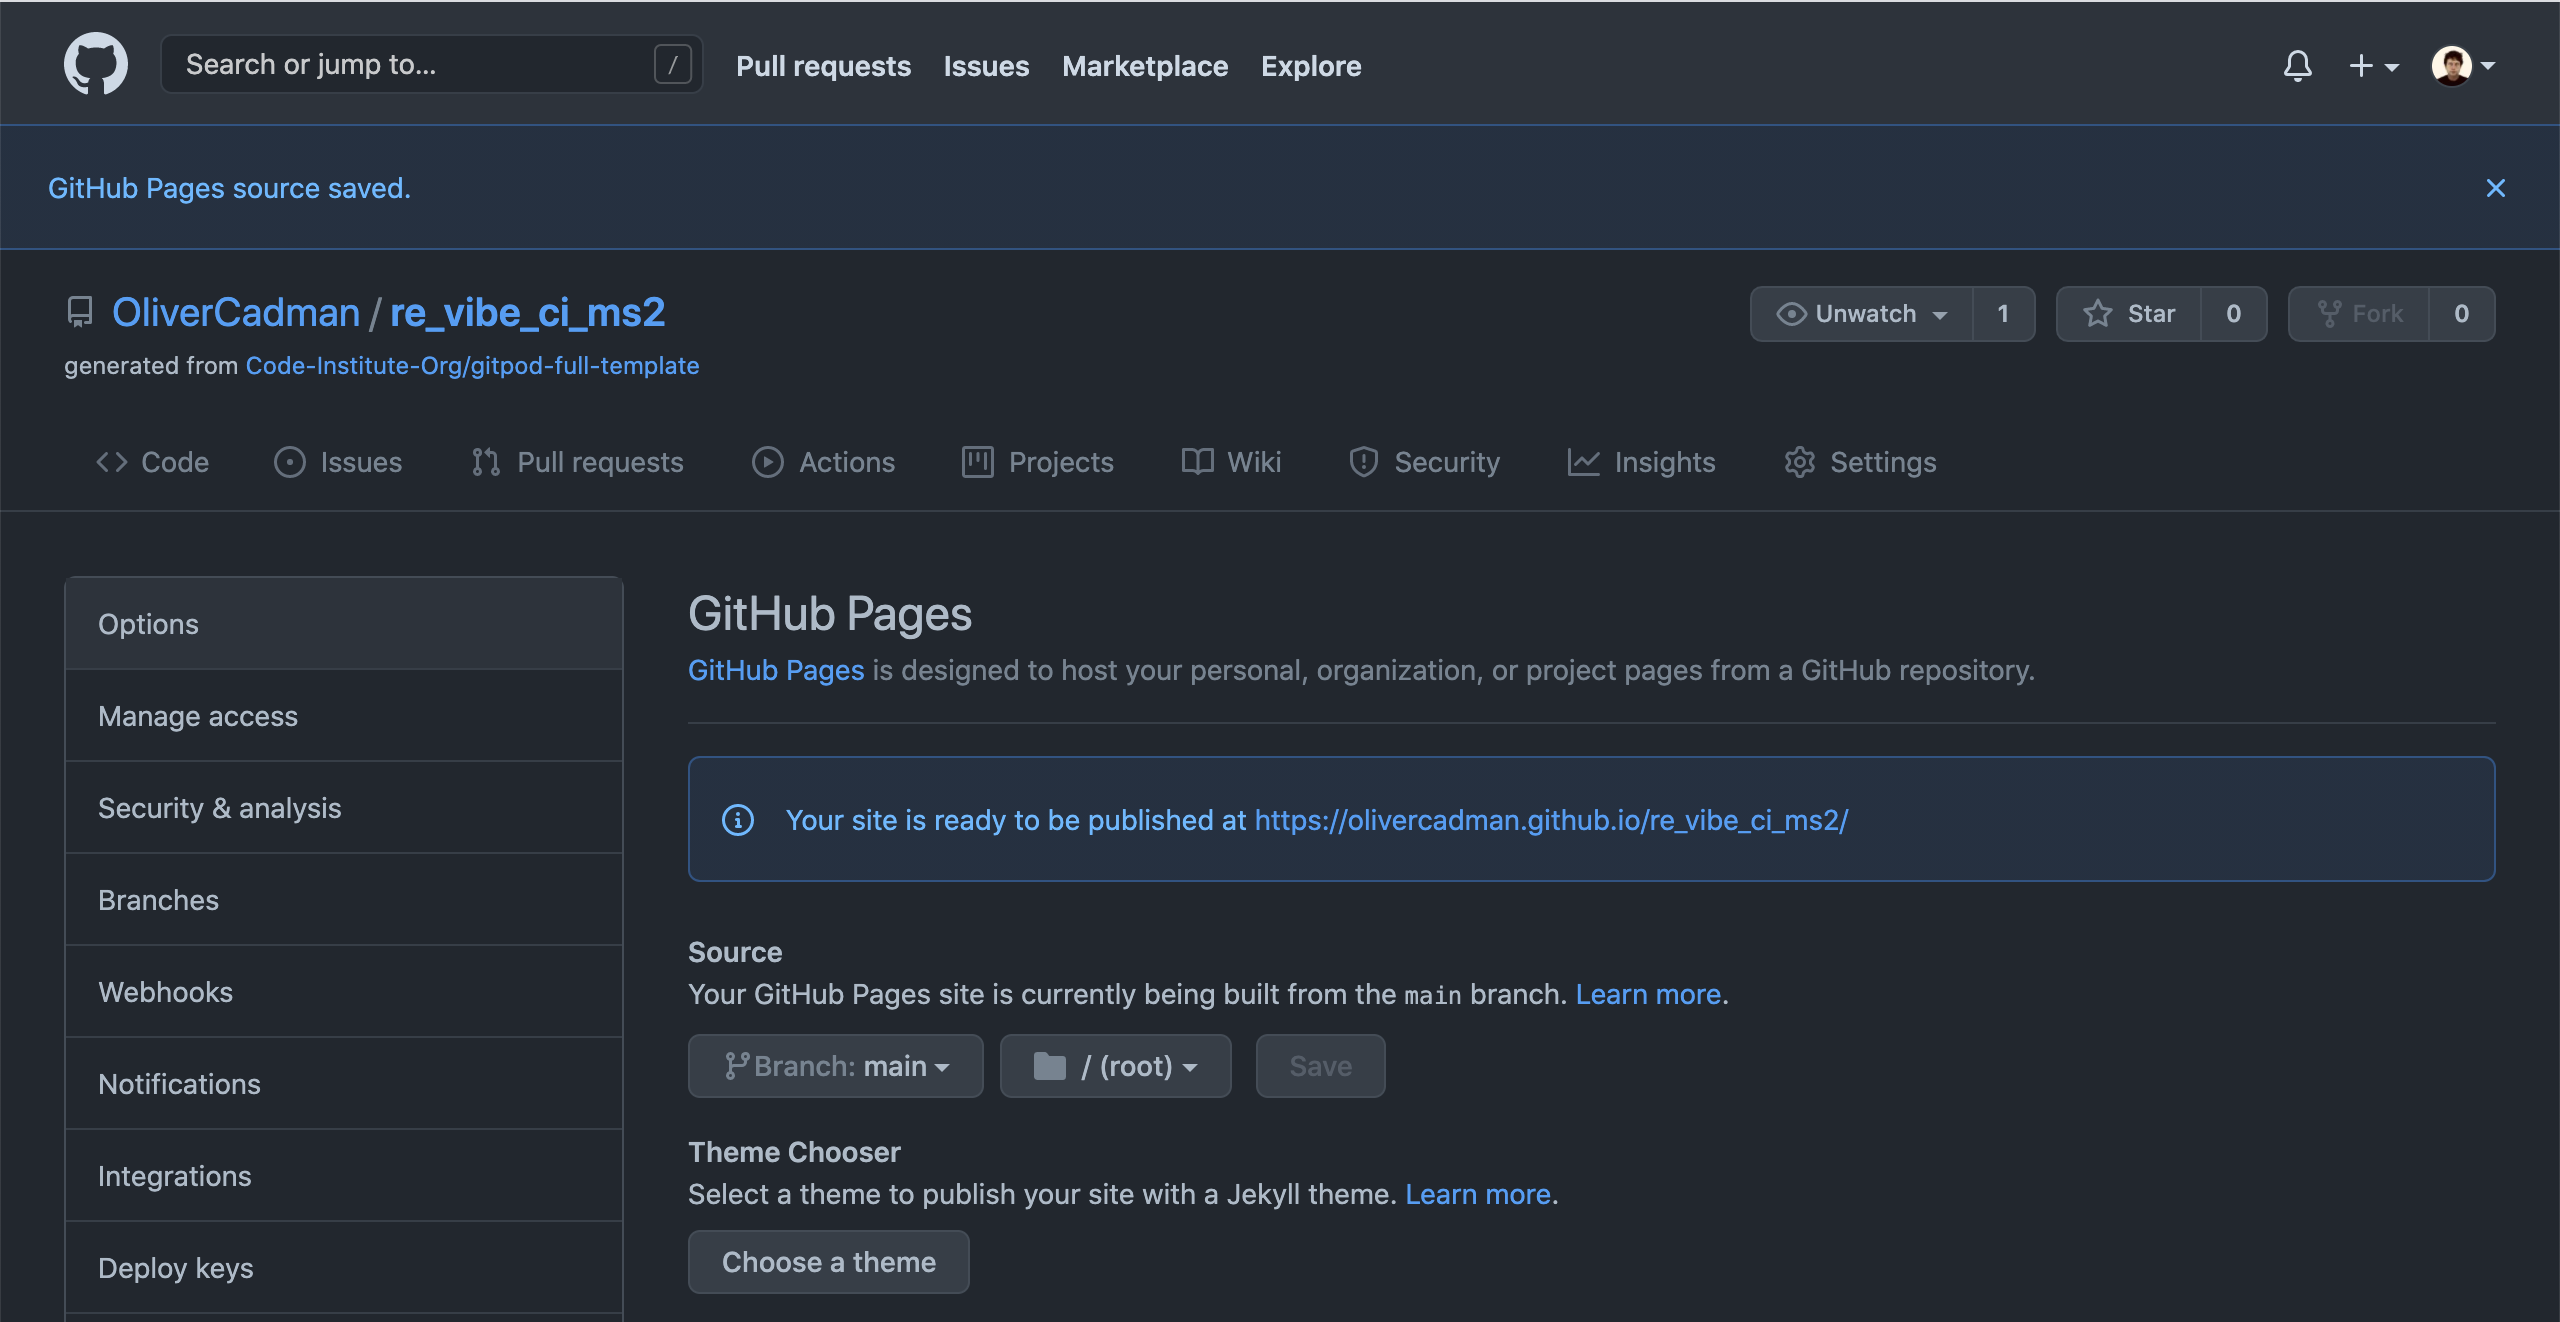 Search or jump to... /
Pull requests Issues Marketplace Explore
GitHub Pages source saved.
OliverCadman / re_vibe_ci_ms2
Unwatch 1 Star 0 Fork 0
generated from Code-Institute-Org/gitpod-full-template
Code Issues Pull requests Actions Projects Wiki Security Insights Settings
Options
Manage access
Security & analysis
Branches
Webhooks
Notifications
Integrations
Deploy keys
GitHub Pages
GitHub Pages is designed to host your personal, organization, or project pages from a GitHub repository.
Your site is ready to be published at https://olivercadman.github.io/re_vibe_ci_ms2/
Source
Your GitHub Pages site is currently being built from the main branch. Learn more.
Branch: main / (root) Save
Theme Chooser
Select a theme to publish your site with a Jekyll theme. Learn more.
Choose a theme